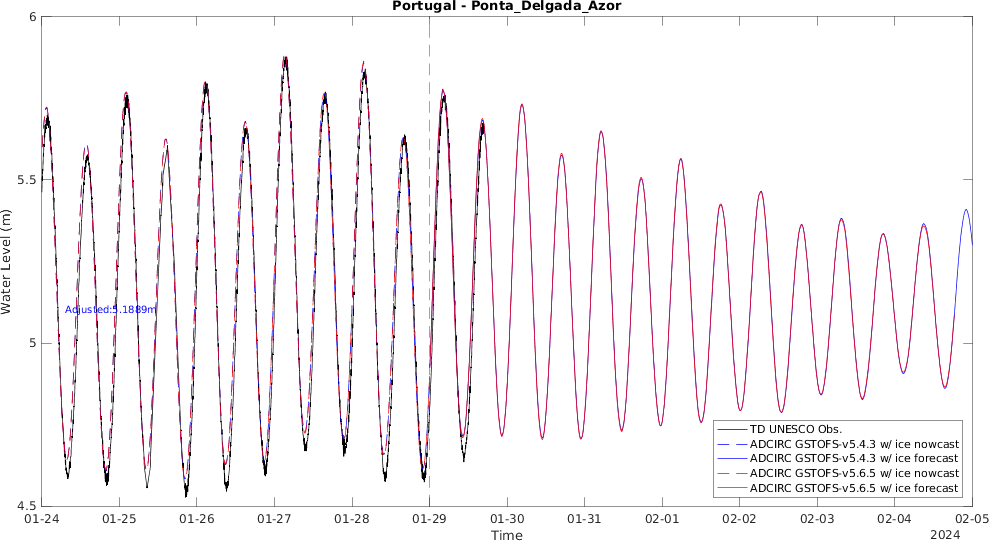 Portugal - Ponta_Delgada_Azor
Water Level (m)
6
5.5
5
4.5
Adjusted:5.1889m
TD UNESCO Obs.
ADCIRC GSTOFS-v5.4.3 w/ ice nowcast
ADCIRC GSTOFS-v5.4.3 w/ ice forecast
ADCIRC GSTOFS-v5.6.5 w/ ice nowcast
ADCIRC GSTOFS-v5.6.5 w/ ice forecast
01-24 01-25 01-26 01-27 01-28 01-29 01-30 01-31 02-01 02-02 02-03 02-04 02-05
Time
2024